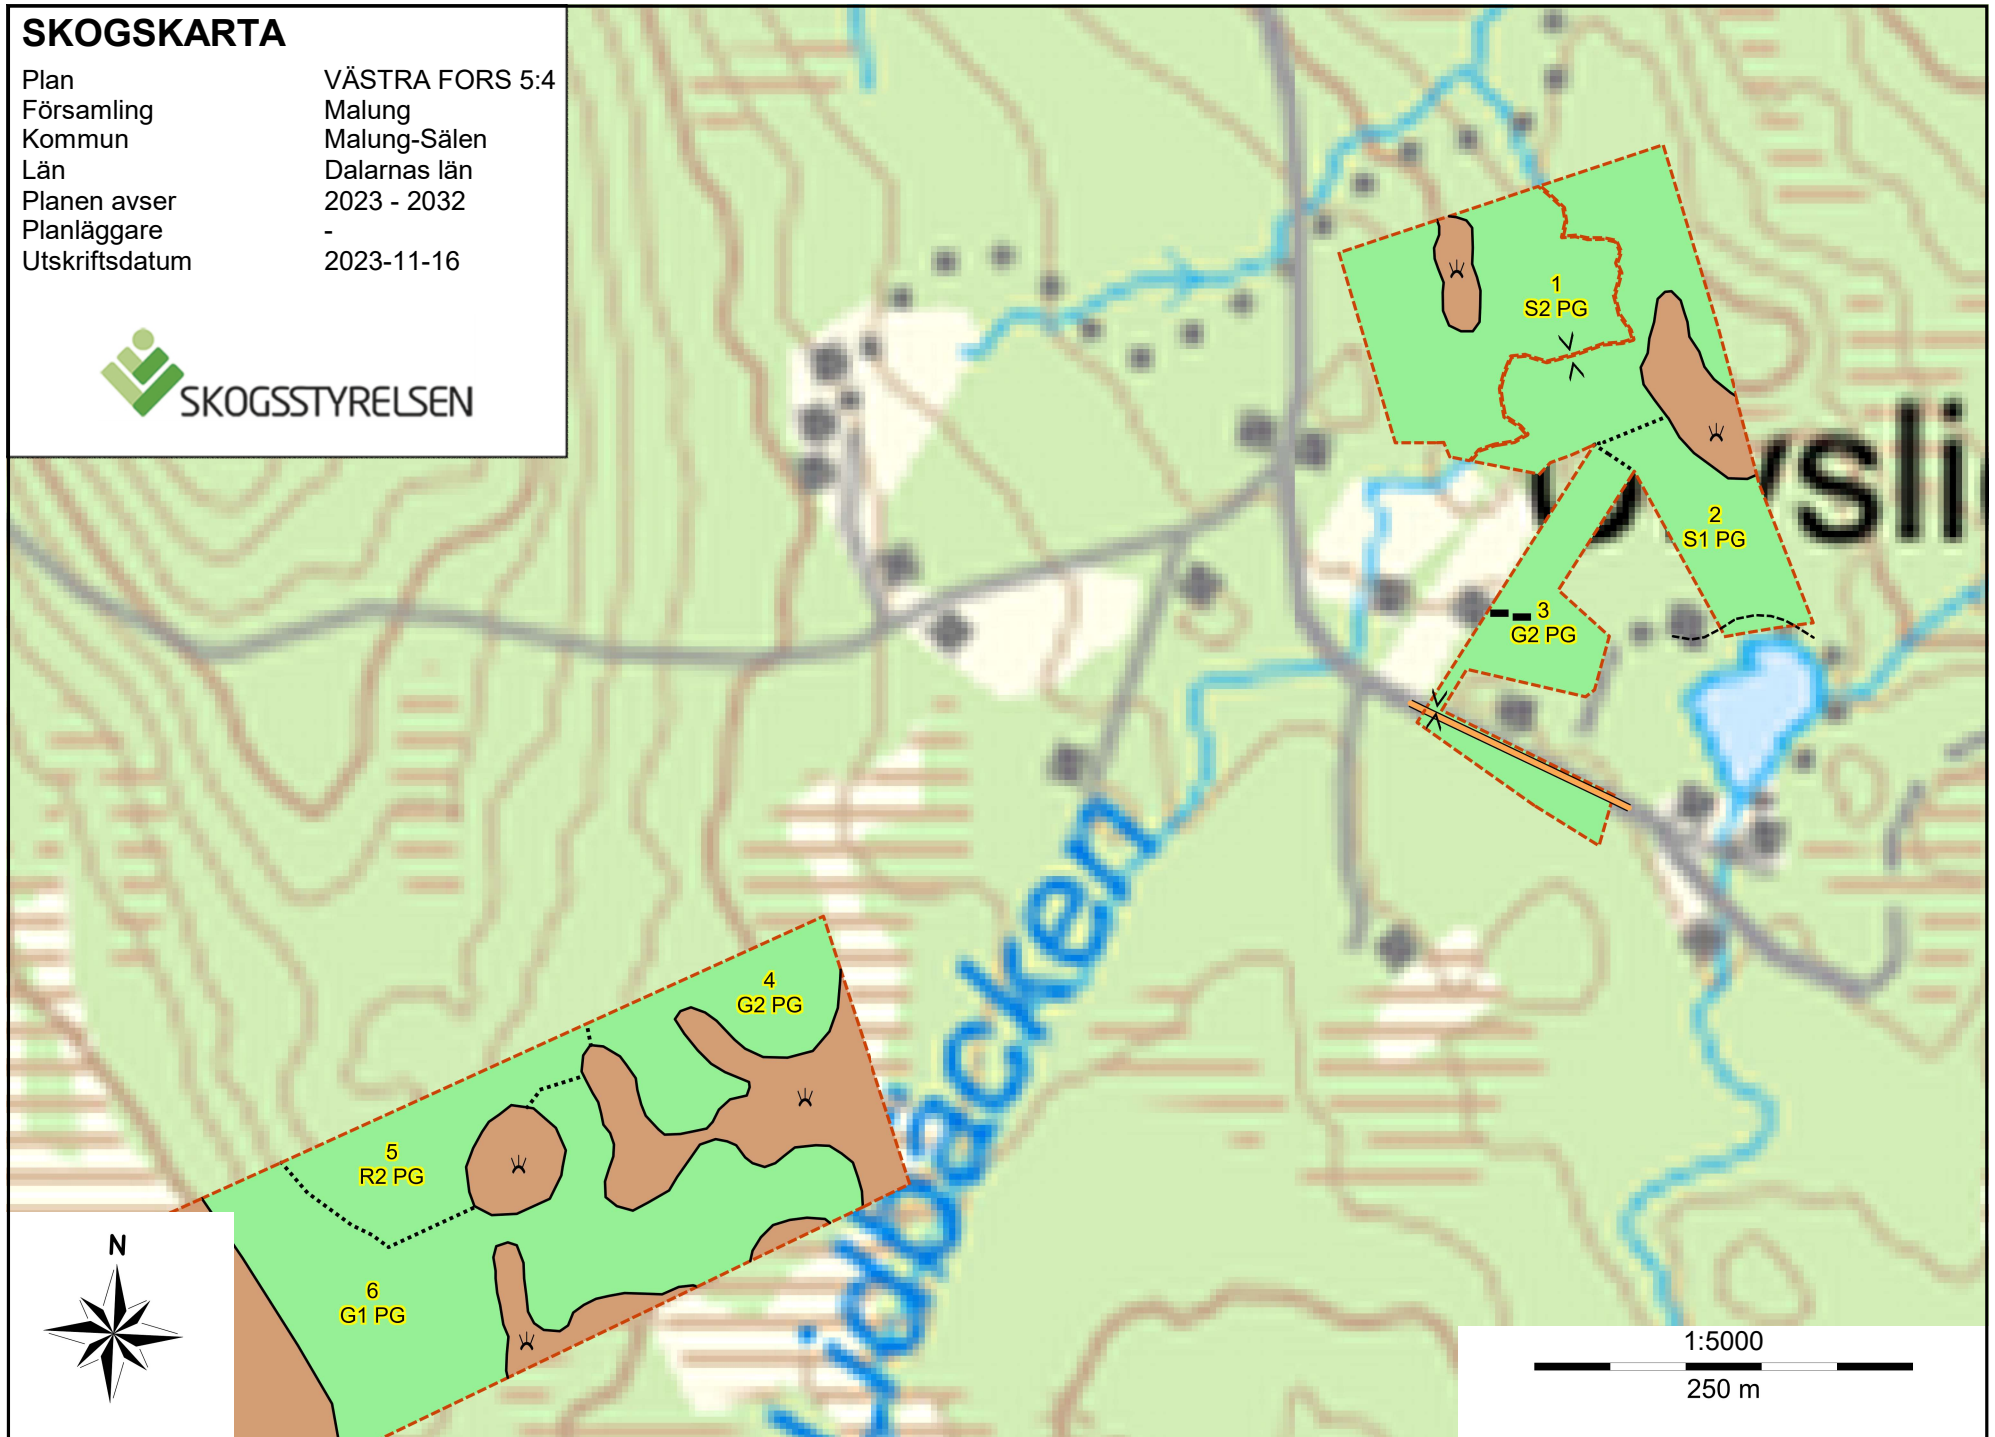 SKOGSKARTA
Plan VÄSTRA FORS 5:4
Församling Malung
Kommun Malung-Sälen
Län Dalarnas län
Planen avser 2023 - 2032
Planläggare -
Utskriftsdatum 2023-11-16
SKOGSSTYRELSEN
1
S2 PG
2
S1 PG
3
G2 PG
4
G2 PG
5
R2 PG
6
G1 PG
N
1:5000
250 m